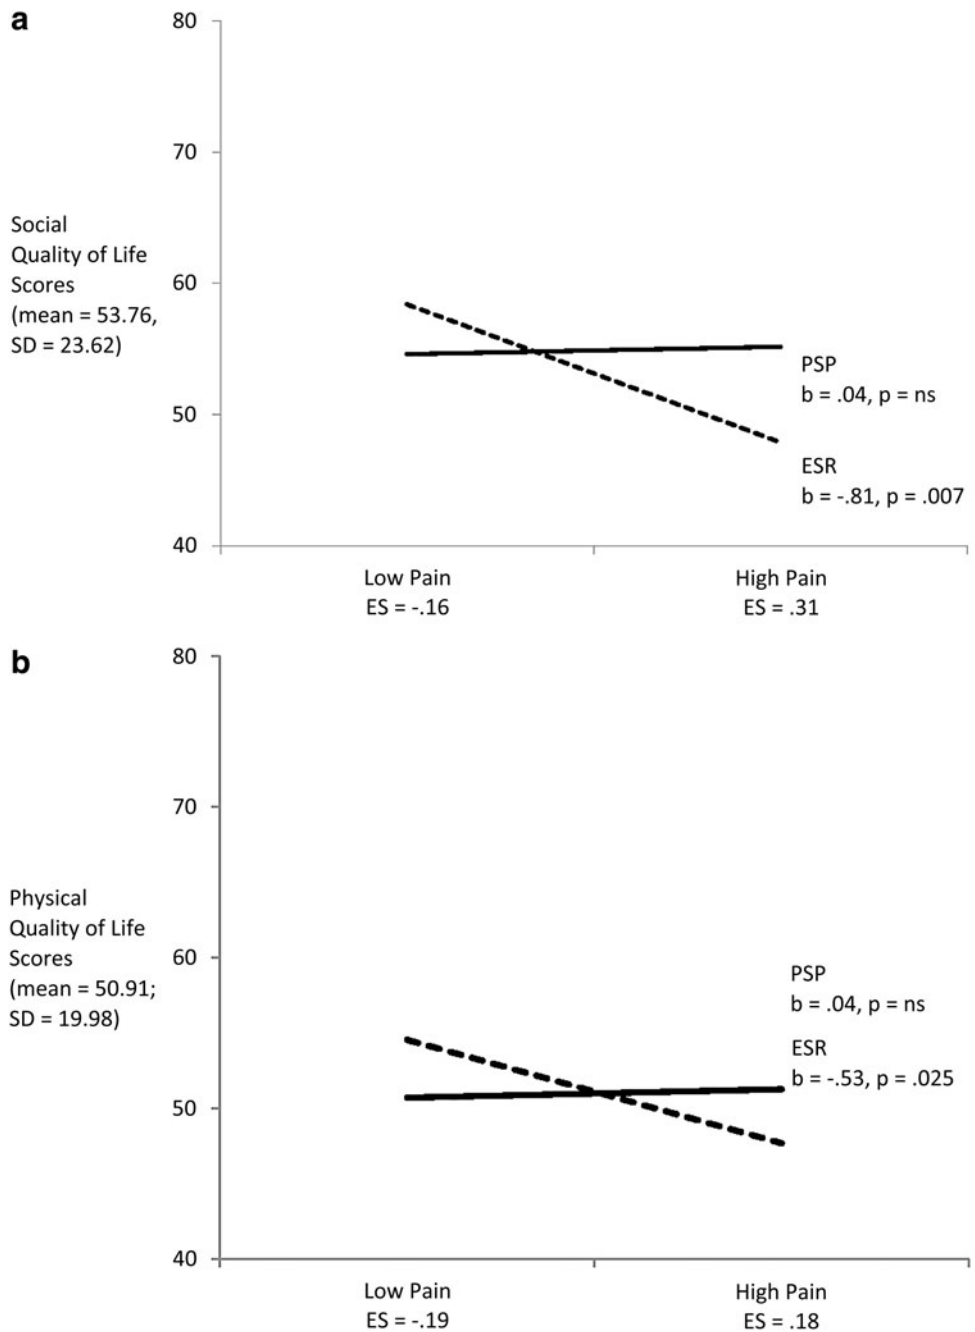 a
80
70
60
50
40
Social
Quality of Life
Scores
(mean = 53.76,
SD = 23.62)
PSP
b = .04, p = ns
ESR
b = -.81, p = .007
Low Pain
ES = -.16
High Pain
ES = .31
b
80
70
60
50
40
Physical
Quality of Life
Scores
(mean = 50.91;
SD = 19.98)
PSP
b = .04, p = ns
ESR
b = -.53, p = .025
Low Pain
ES = -.19
High Pain
ES = .18